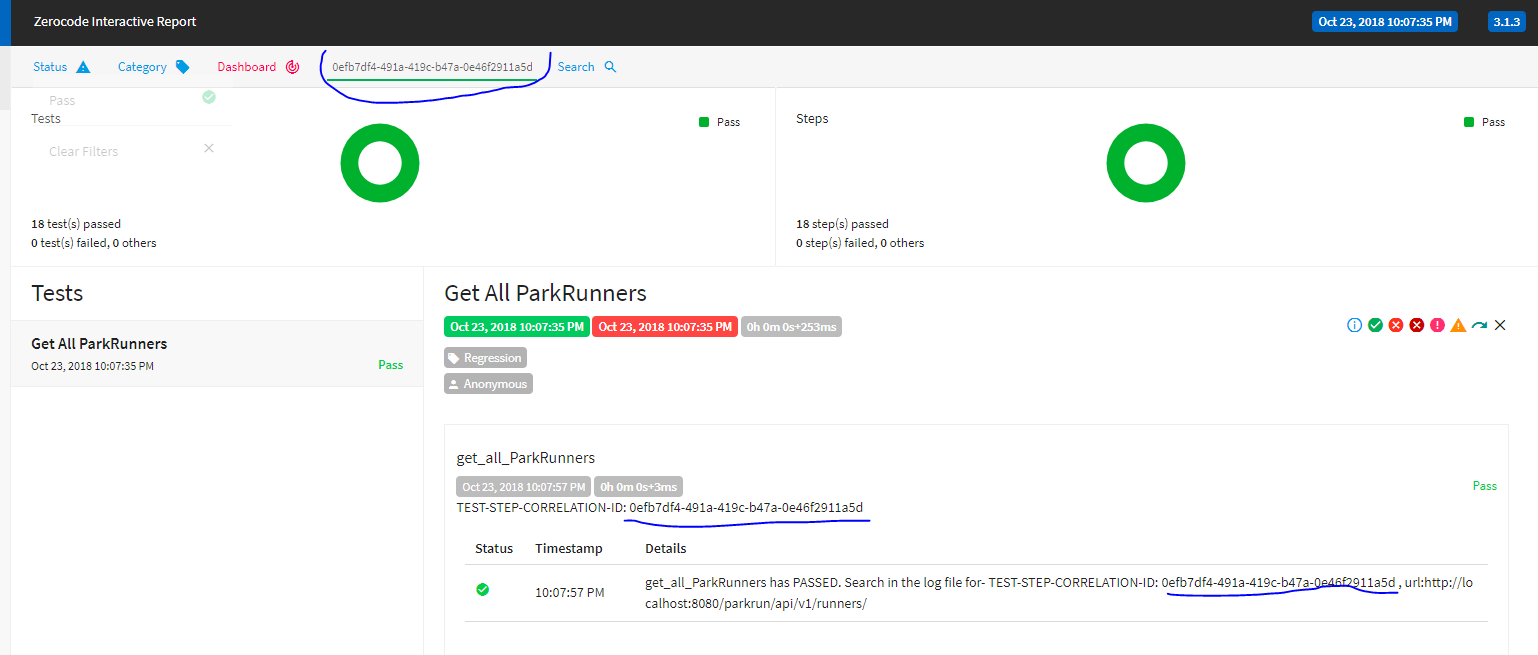 Zerocode Interactive Report
Oct 23, 2018 10:07:35 PM
3.1.3
Status
Category
Dashboard
0efb7df4-491a-419c-b47a-0e46f2911a5d
Search
Pass
Clear Filters
Tests
Pass
18 test(s) passed
0 test(s) failed, 0 others
Steps
Pass
18 step(s) passed
0 step(s) failed, 0 others
Tests
Get All ParkRunners
Oct 23, 2018 10:07:35 PM
Pass
Get All ParkRunners
Oct 23, 2018 10:07:35 PM Oct 23, 2018 10:07:35 PM 0h 0m 0s+253ms
Regression
Anonymous
get_all_ParkRunners
Oct 23, 2018 10:07:57 PM 0h 0m 0s+3ms
Pass
TEST-STEP-CORRELATION-ID: 0efb7df4-491a-419c-b47a-0e46f2911a5d
Status Timestamp Details
10:07:57 PM
get_all_ParkRunners has PASSED. Search in the log file for- TEST-STEP-CORRELATION-ID: 0efb7df4-491a-419c-b47a-0e46f2911a5d , url:http://lo
calhost:8080/parkrun/api/v1/runners/